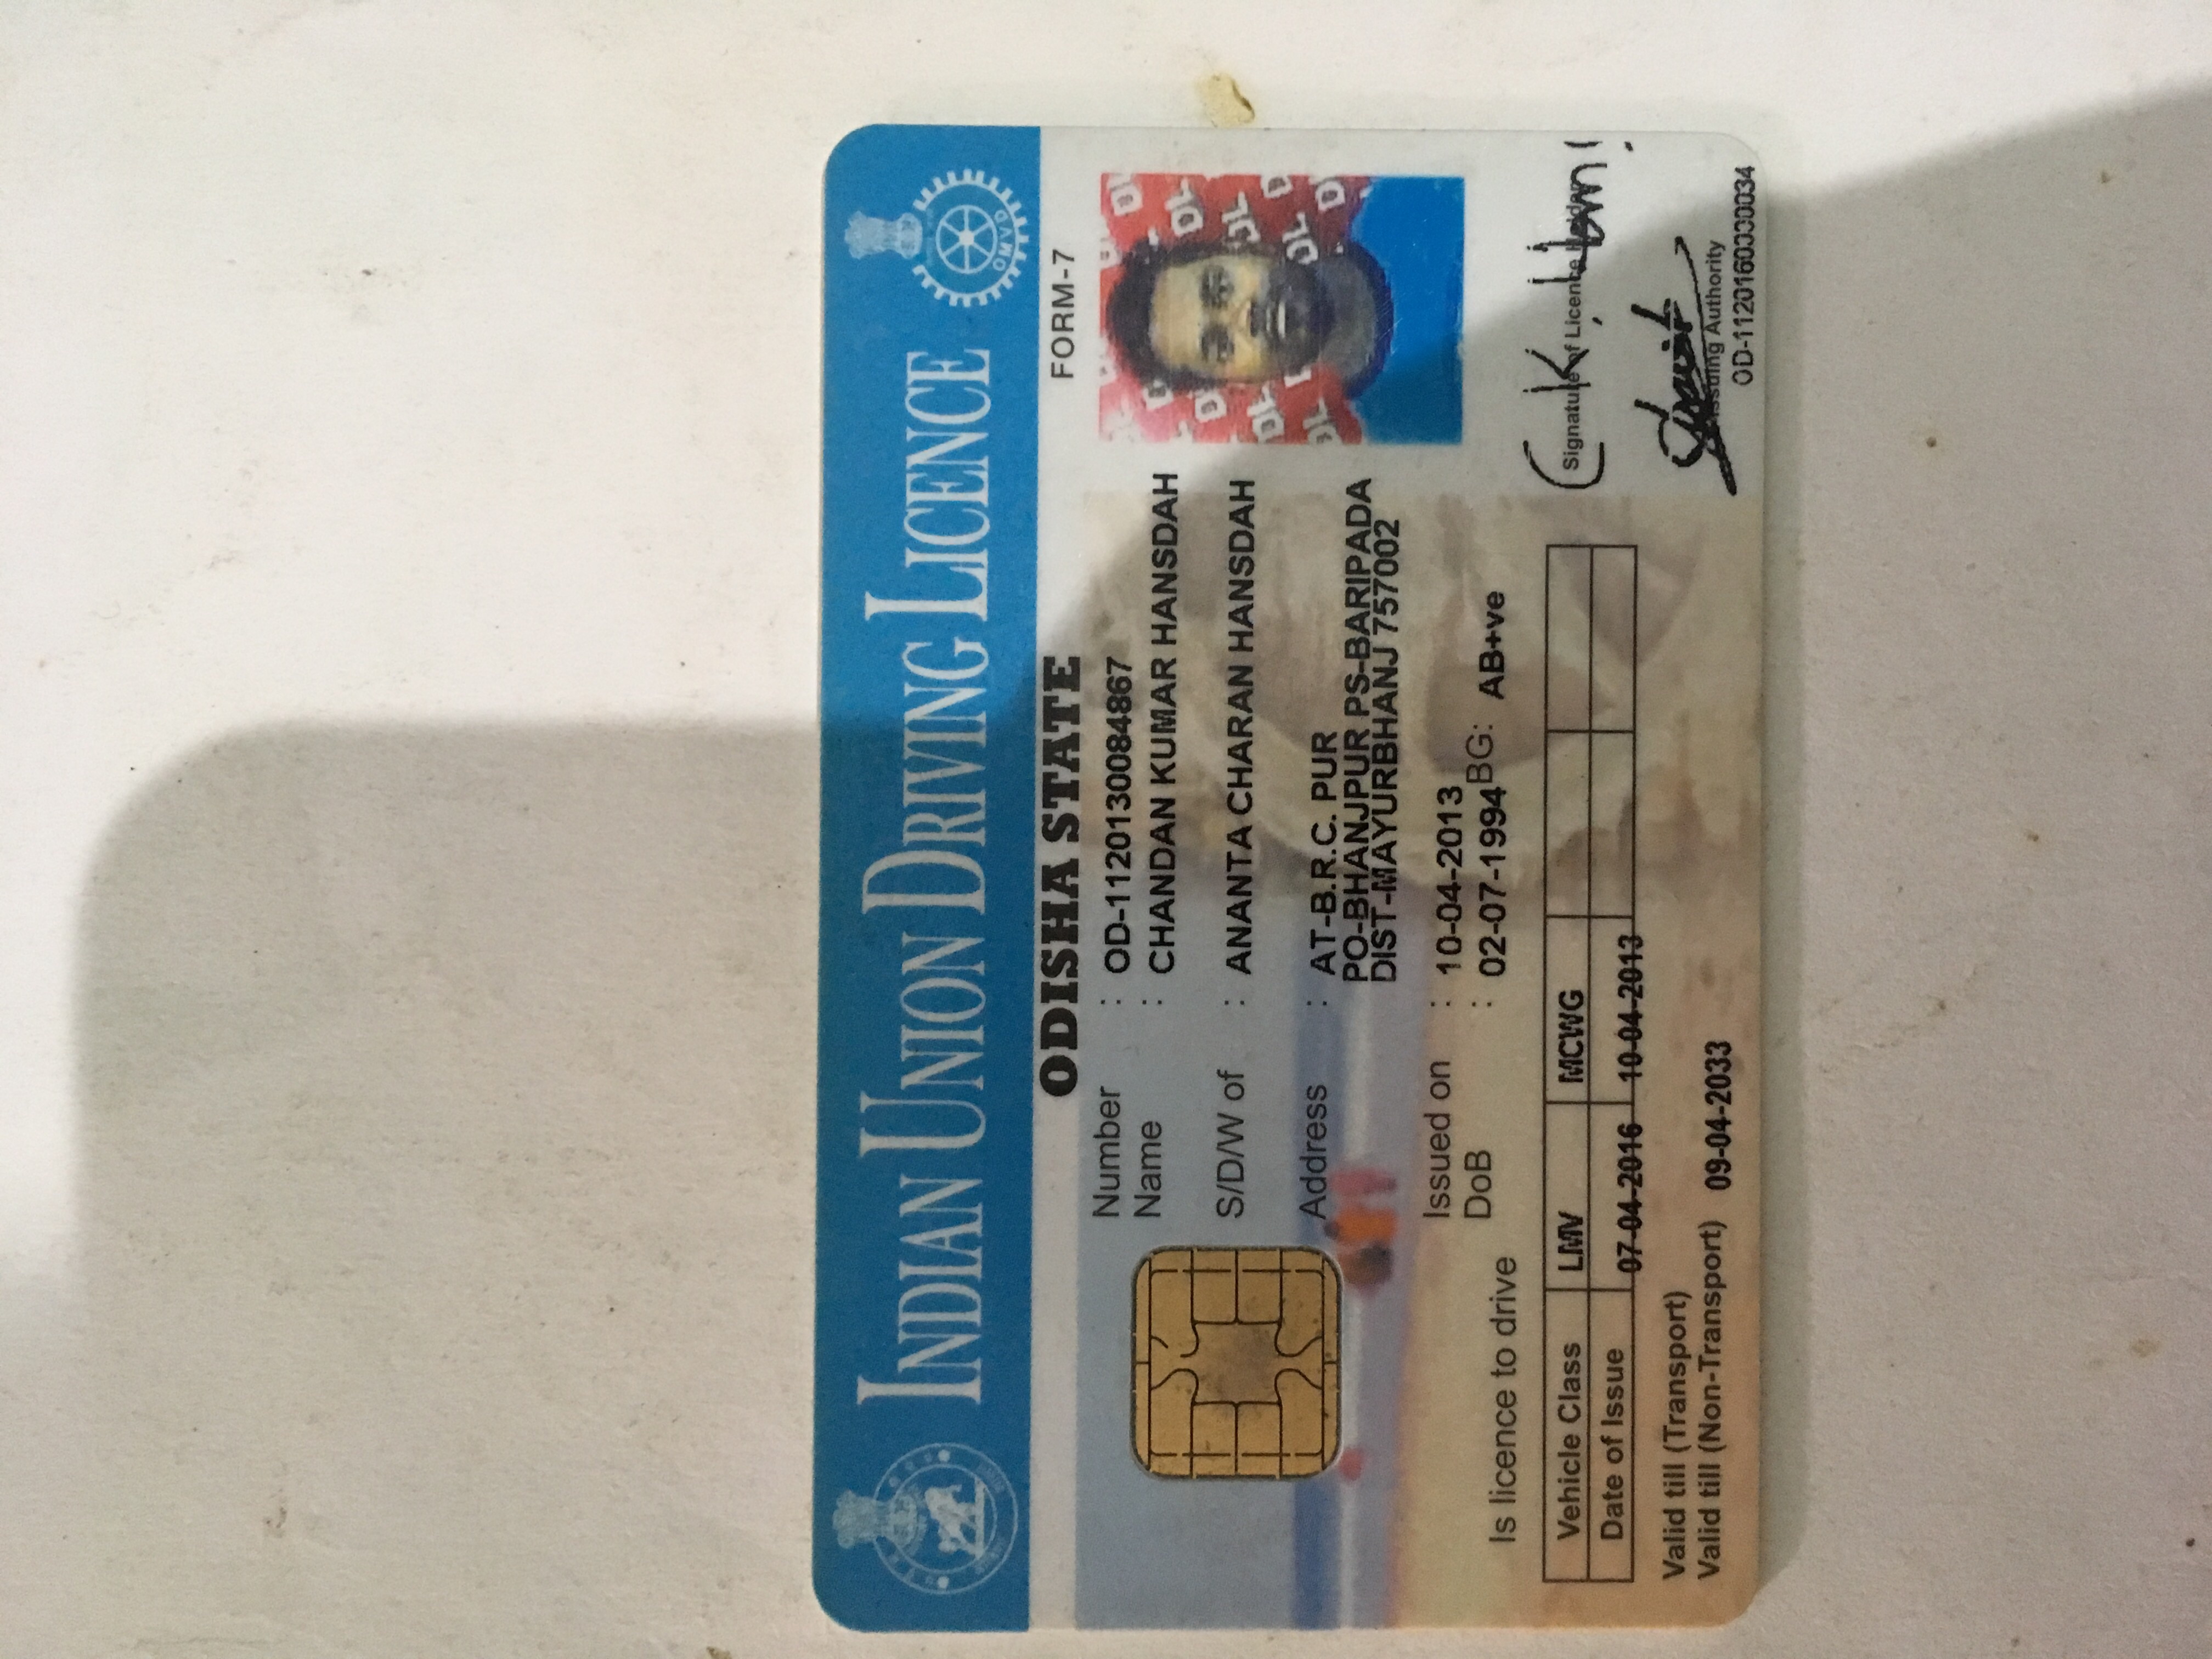 INDIAN UNION DRIVING LICENCE
OMVD
ODISHA STATE
FORM-7
Number : OD-1120130084867
Name : CHANDAN KUMAR HANSDAH
S/D/W of : ANANTA CHARAN HANSDAH
Address : AT-B.R.C. PUR
PO-BHANJPUR PS-BARIPADA
DIST-MAYURBHANJ 757002
Issued on : 10-04-2013
DoB : 02-07-1994 BG: AB+ve
Is licence to drive
Vehicle Class LMV MCWG
Date of Issue 07-04-2016 10-04-2013
Valid till (Transport)
Valid till (Non-Transport) 09-04-2033
Signature of Licence Holder
Issuing Authority